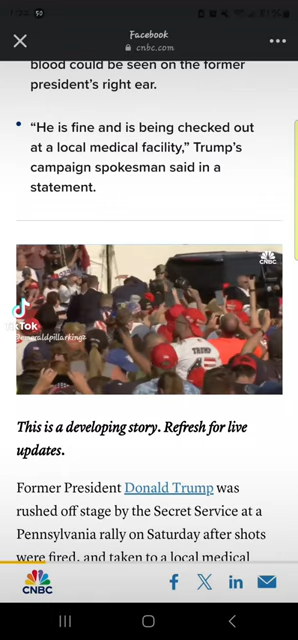 50
Facebook
cnbc.com
blood could be seen on the former
president's right ear.
“He is fine and is being checked out
at a local medical facility,” Trump's
campaign spokesman said in a
statement.
CNBC
TikTok
@emeraldpillarkingz
TRUMP
This is a developing story. Refresh for live
updates.
Former President Donald Trump was
rushed off stage by the Secret Service at a
Pennsylvania rally on Saturday after shots
were fired, and taken to a local medical
CNBC